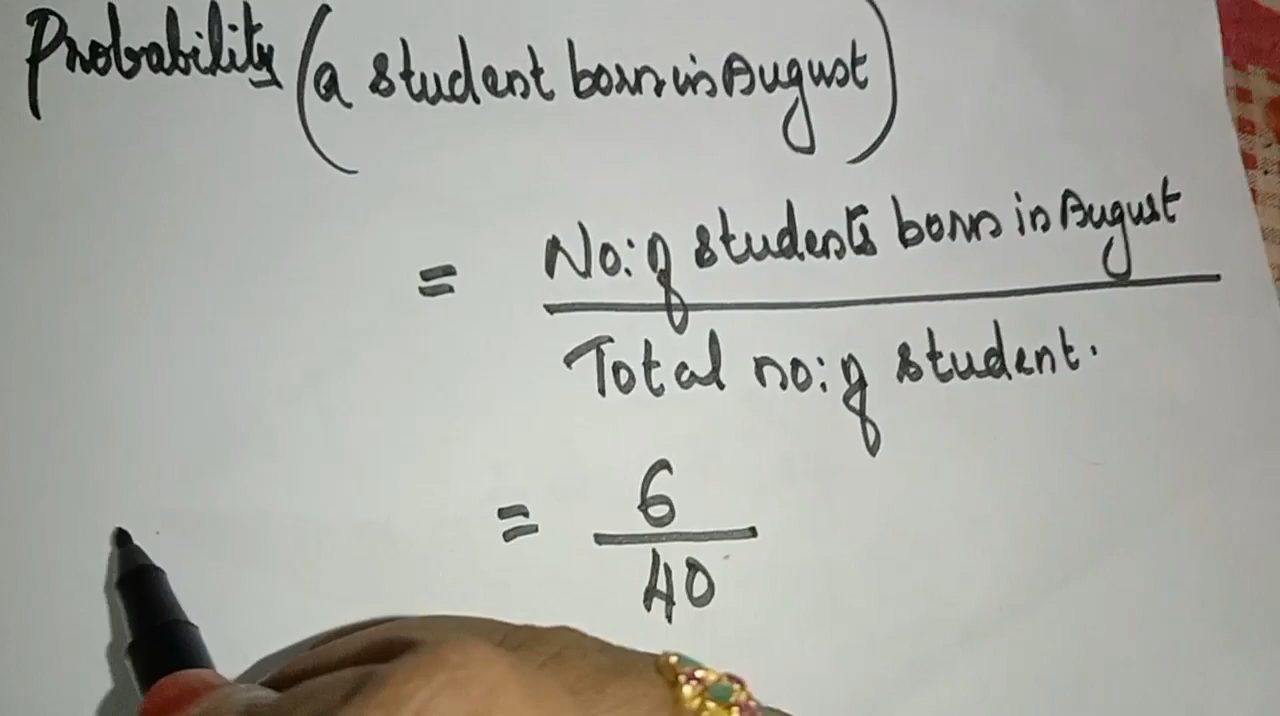 Probability (a student born in August)
= No: of students born in August
Total no: of student.
= 6
40